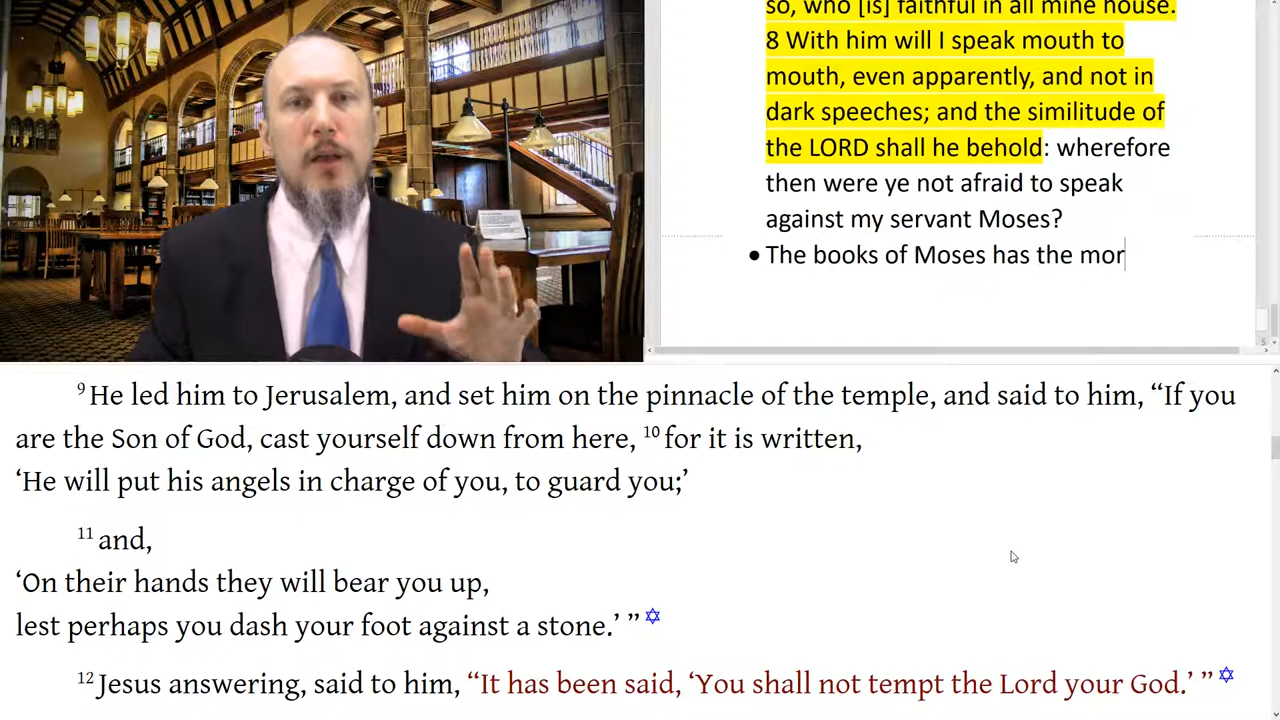 so, who [is] faithful in all mine house.
8 With him will I speak mouth to
mouth, even apparently, and not in
dark speeches; and the similitude of
the LORD shall he behold: wherefore
then were ye not afraid to speak
against my servant Moses?
● The books of Moses has the mor
5
9 He led him to Jerusalem, and set him on the pinnacle of the temple, and said to him, “If you
are the Son of God, cast yourself down from here, 10 for it is written,
‘He will put his angels in charge of you, to guard you;’
11 and,
‘On their hands they will bear you up,
lest perhaps you dash your foot against a stone.’ ” ✡
12 Jesus answering, said to him, “It has been said, ‘You shall not tempt the Lord your God.’ ” ✡